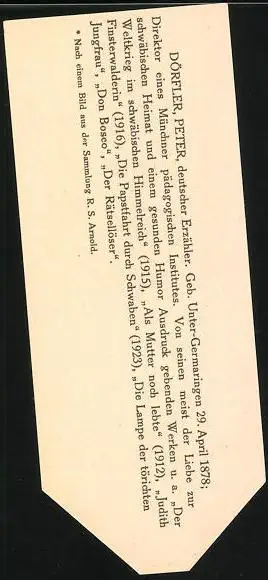 DÖRFLER, PETER, deutscher Erzähler. Geb. Unter-Germaringen 29. April 1878;
Direktor eines Münchner pädagogischen Institutes. Von seinen meist der Liebe zur
schwäbischen Heimat und einem gesunden Humor Ausdruck gebenden Werken u. a. „Der
Weltkrieg im schwäbischen Himmelreich“ (1915), „Als Mutter noch lebte“ (1912), „Judith
Finsterwalderin“ (1916), „Die Papstfahrt durch Schwaben“ (1923), „Die Lampe der törichten
Jungfrau“, „Don Bosco“, „Der Rätsellöser“.
* Nach einem Bild aus der Sammlung R. S. Arnold.